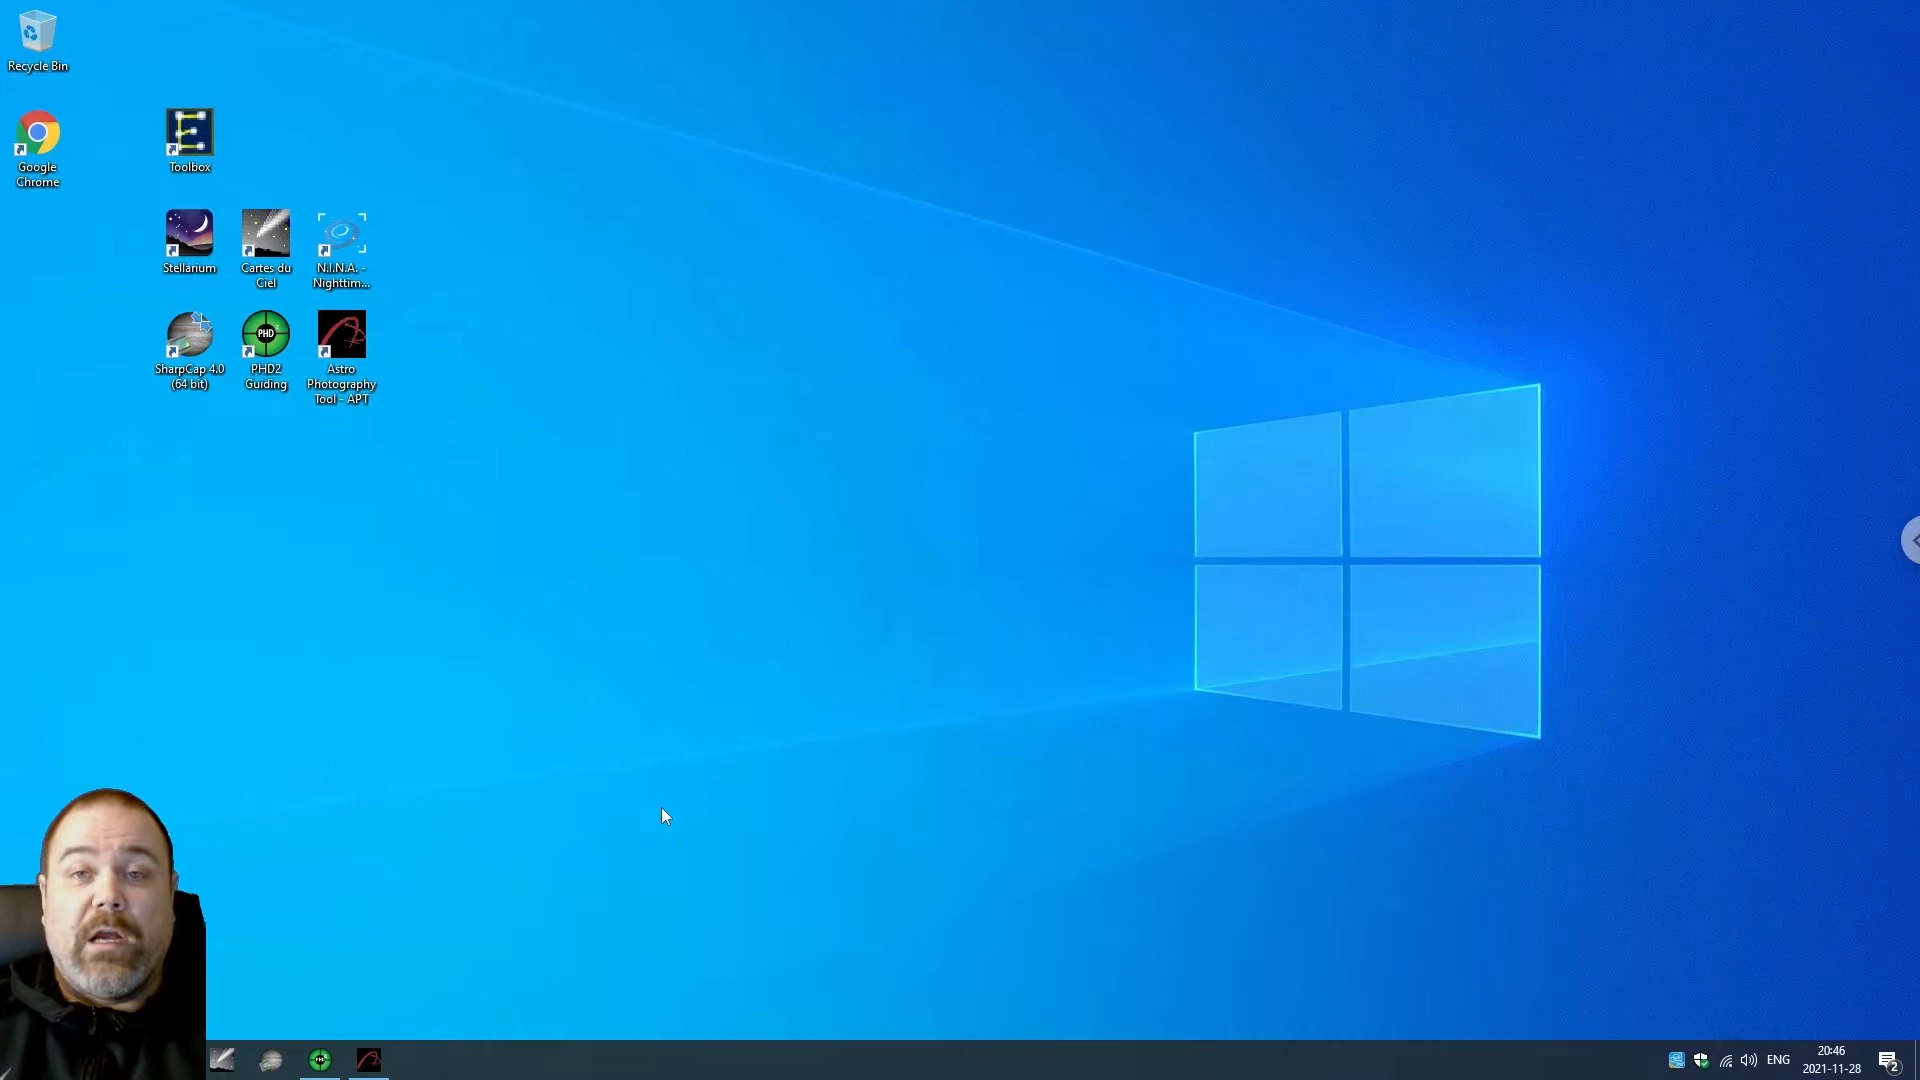 Recycle Bin
Google
Chrome
Toolbox
Stellarium
Cartes du
Ciel
N.I.N.A. -
Nighttim...
SharpCap 4.0
(64 bit)
PHD
PHD2
Guiding
Astro
Photography
Tool - APT
ENG
20:46
2021-11-28
2